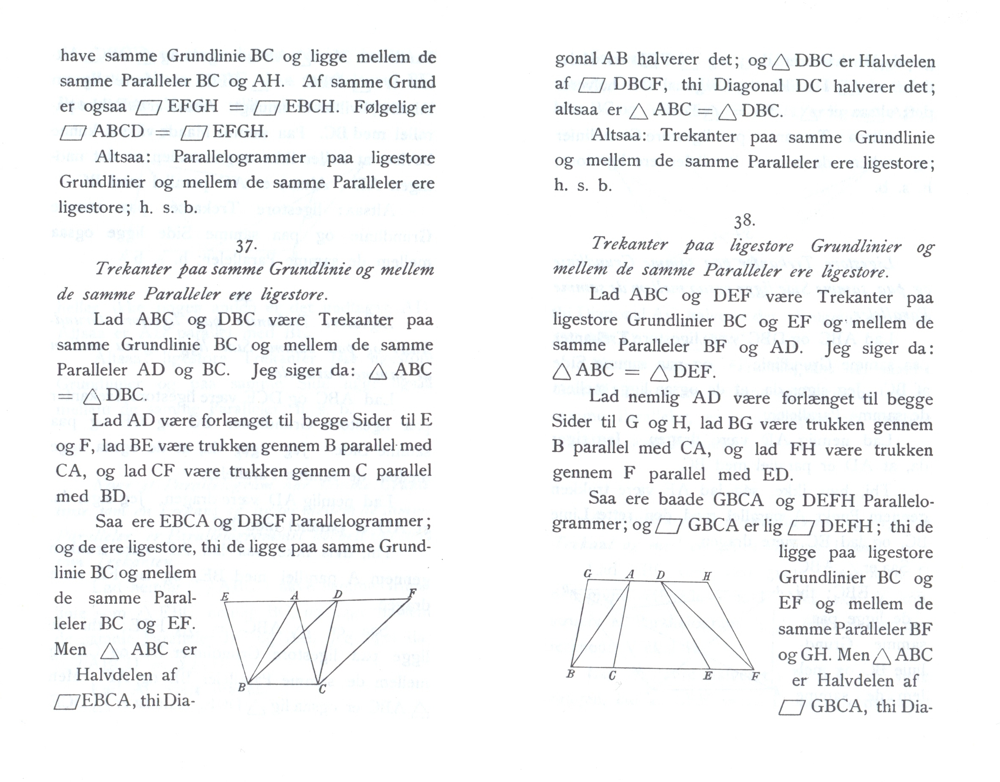 have samme Grundlinie BC og ligge mellem de
samme Paralleler BC og AH. Af samme Grund
er ogsaa ▱ EFGH = ▱ EBCH. Følgelig er
▱ ABCD = ▱ EFGH.
Altsaa: Parallelogrammer paa ligestore
Grundlinier og mellem de samme Paralleler ere
ligestore; h. s. b.
37.
Trekanter paa samme Grundlinie og mellem
de samme Paralleler ere ligestore.
Lad ABC og DBC være Trekanter paa
samme Grundlinie BC og mellem de samme
Paralleler AD og BC. Jeg siger da: △ ABC
= △ DBC.
Lad AD være forlænget til begge Sider til E
og F, lad BE være trukken gennem B parallel med
CA, og lad CF være trukken gennem C parallel
med BD.
Saa ere EBCA og DBCF Parallelogrammer;
og de ere ligestore, thi de ligge paa samme Grund-
linie BC og mellem
de samme Paral-
leler BC og EF.
Men △ ABC er
Halvdelen af
▱ EBCA, thi Dia-
E A D F
B C
gonal AB halverer det; og △ DBC er Halvdelen
af ▱ DBCF, thi Diagonal DC halverer det;
altsaa er △ ABC = △ DBC.
Altsaa: Trekanter paa samme Grundlinie
og mellem de samme Paralleler ere ligestore;
h. s. b.
38.
Trekanter paa ligestore Grundlinier og
mellem de samme Paralleler ere ligestore.
Lad ABC og DEF være Trekanter paa
ligestore Grundlinier BC og EF og mellem de
samme Paralleler BF og AD. Jeg siger da:
△ ABC = △ DEF.
Lad nemlig AD være forlænget til begge
Sider til G og H, lad BG være trukken gennem
B parallel med CA, og lad FH være trukken
gennem F parallel med ED.
Saa ere baade GBCA og DEFH Parallelo-
grammer; og ▱ GBCA er lig ▱ DEFH; thi de
ligge paa ligestore
Grundlinier BC og
EF og mellem de
samme Paralleler BF
og GH. Men △ ABC
er Halvdelen af
▱ GBCA, thi Dia-
G A D H
B C E F